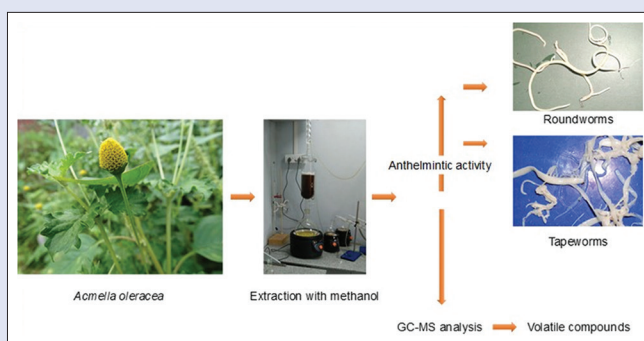 Roundworms
Anthelmintic activity
Tapeworms
Acmella oleracea
Extraction with methanol
GC-MS analysis
Volatile compounds